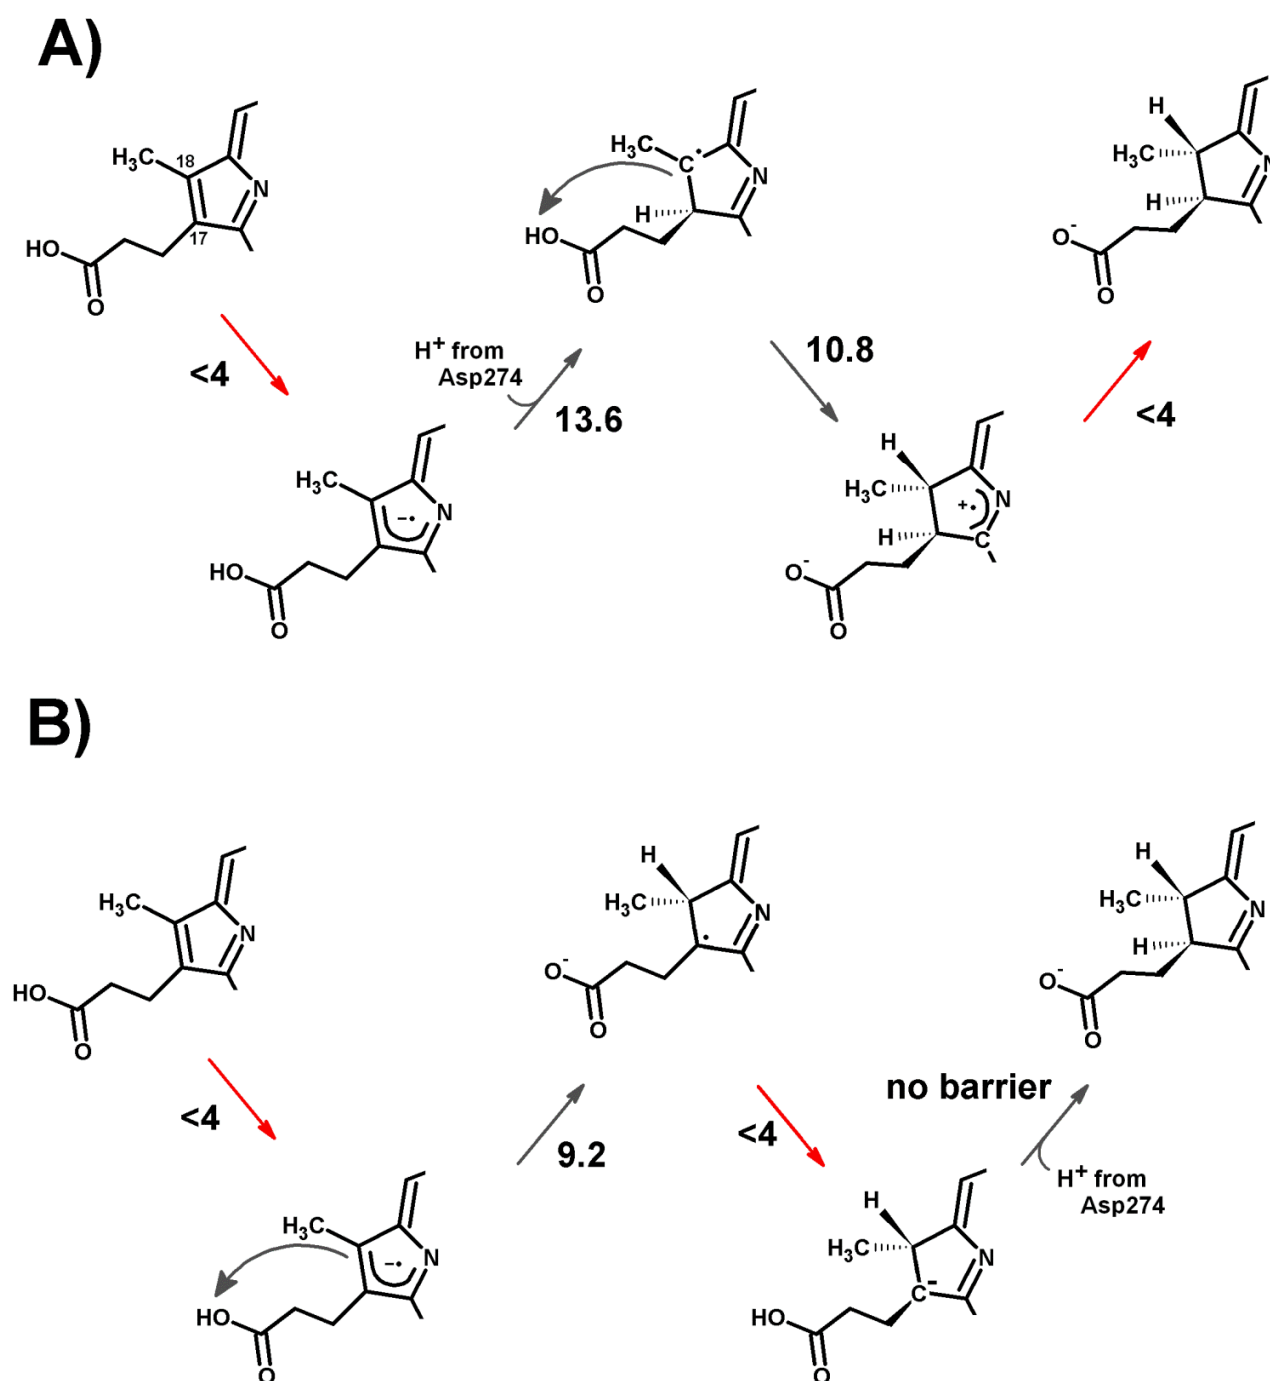 A)
H₃C
18
N
17
HO
O
<4
H⁺ from
Asp274
13.6
H₃C
–•
N
HO
O
H₃C
C•
N
H
HO
O
10.8
H
H₃C
N
+•
H
C
O⁻
O
<4
H
H₃C
N
H
O⁻
O
B)
H₃C
N
HO
O
<4
H₃C
–•
N
HO
O
9.2
H
H₃C
N
•
O⁻
O
<4
H
H₃C
N
C⁻
HO
O
no barrier
H⁺ from
Asp274
H
H₃C
N
H
O⁻
O